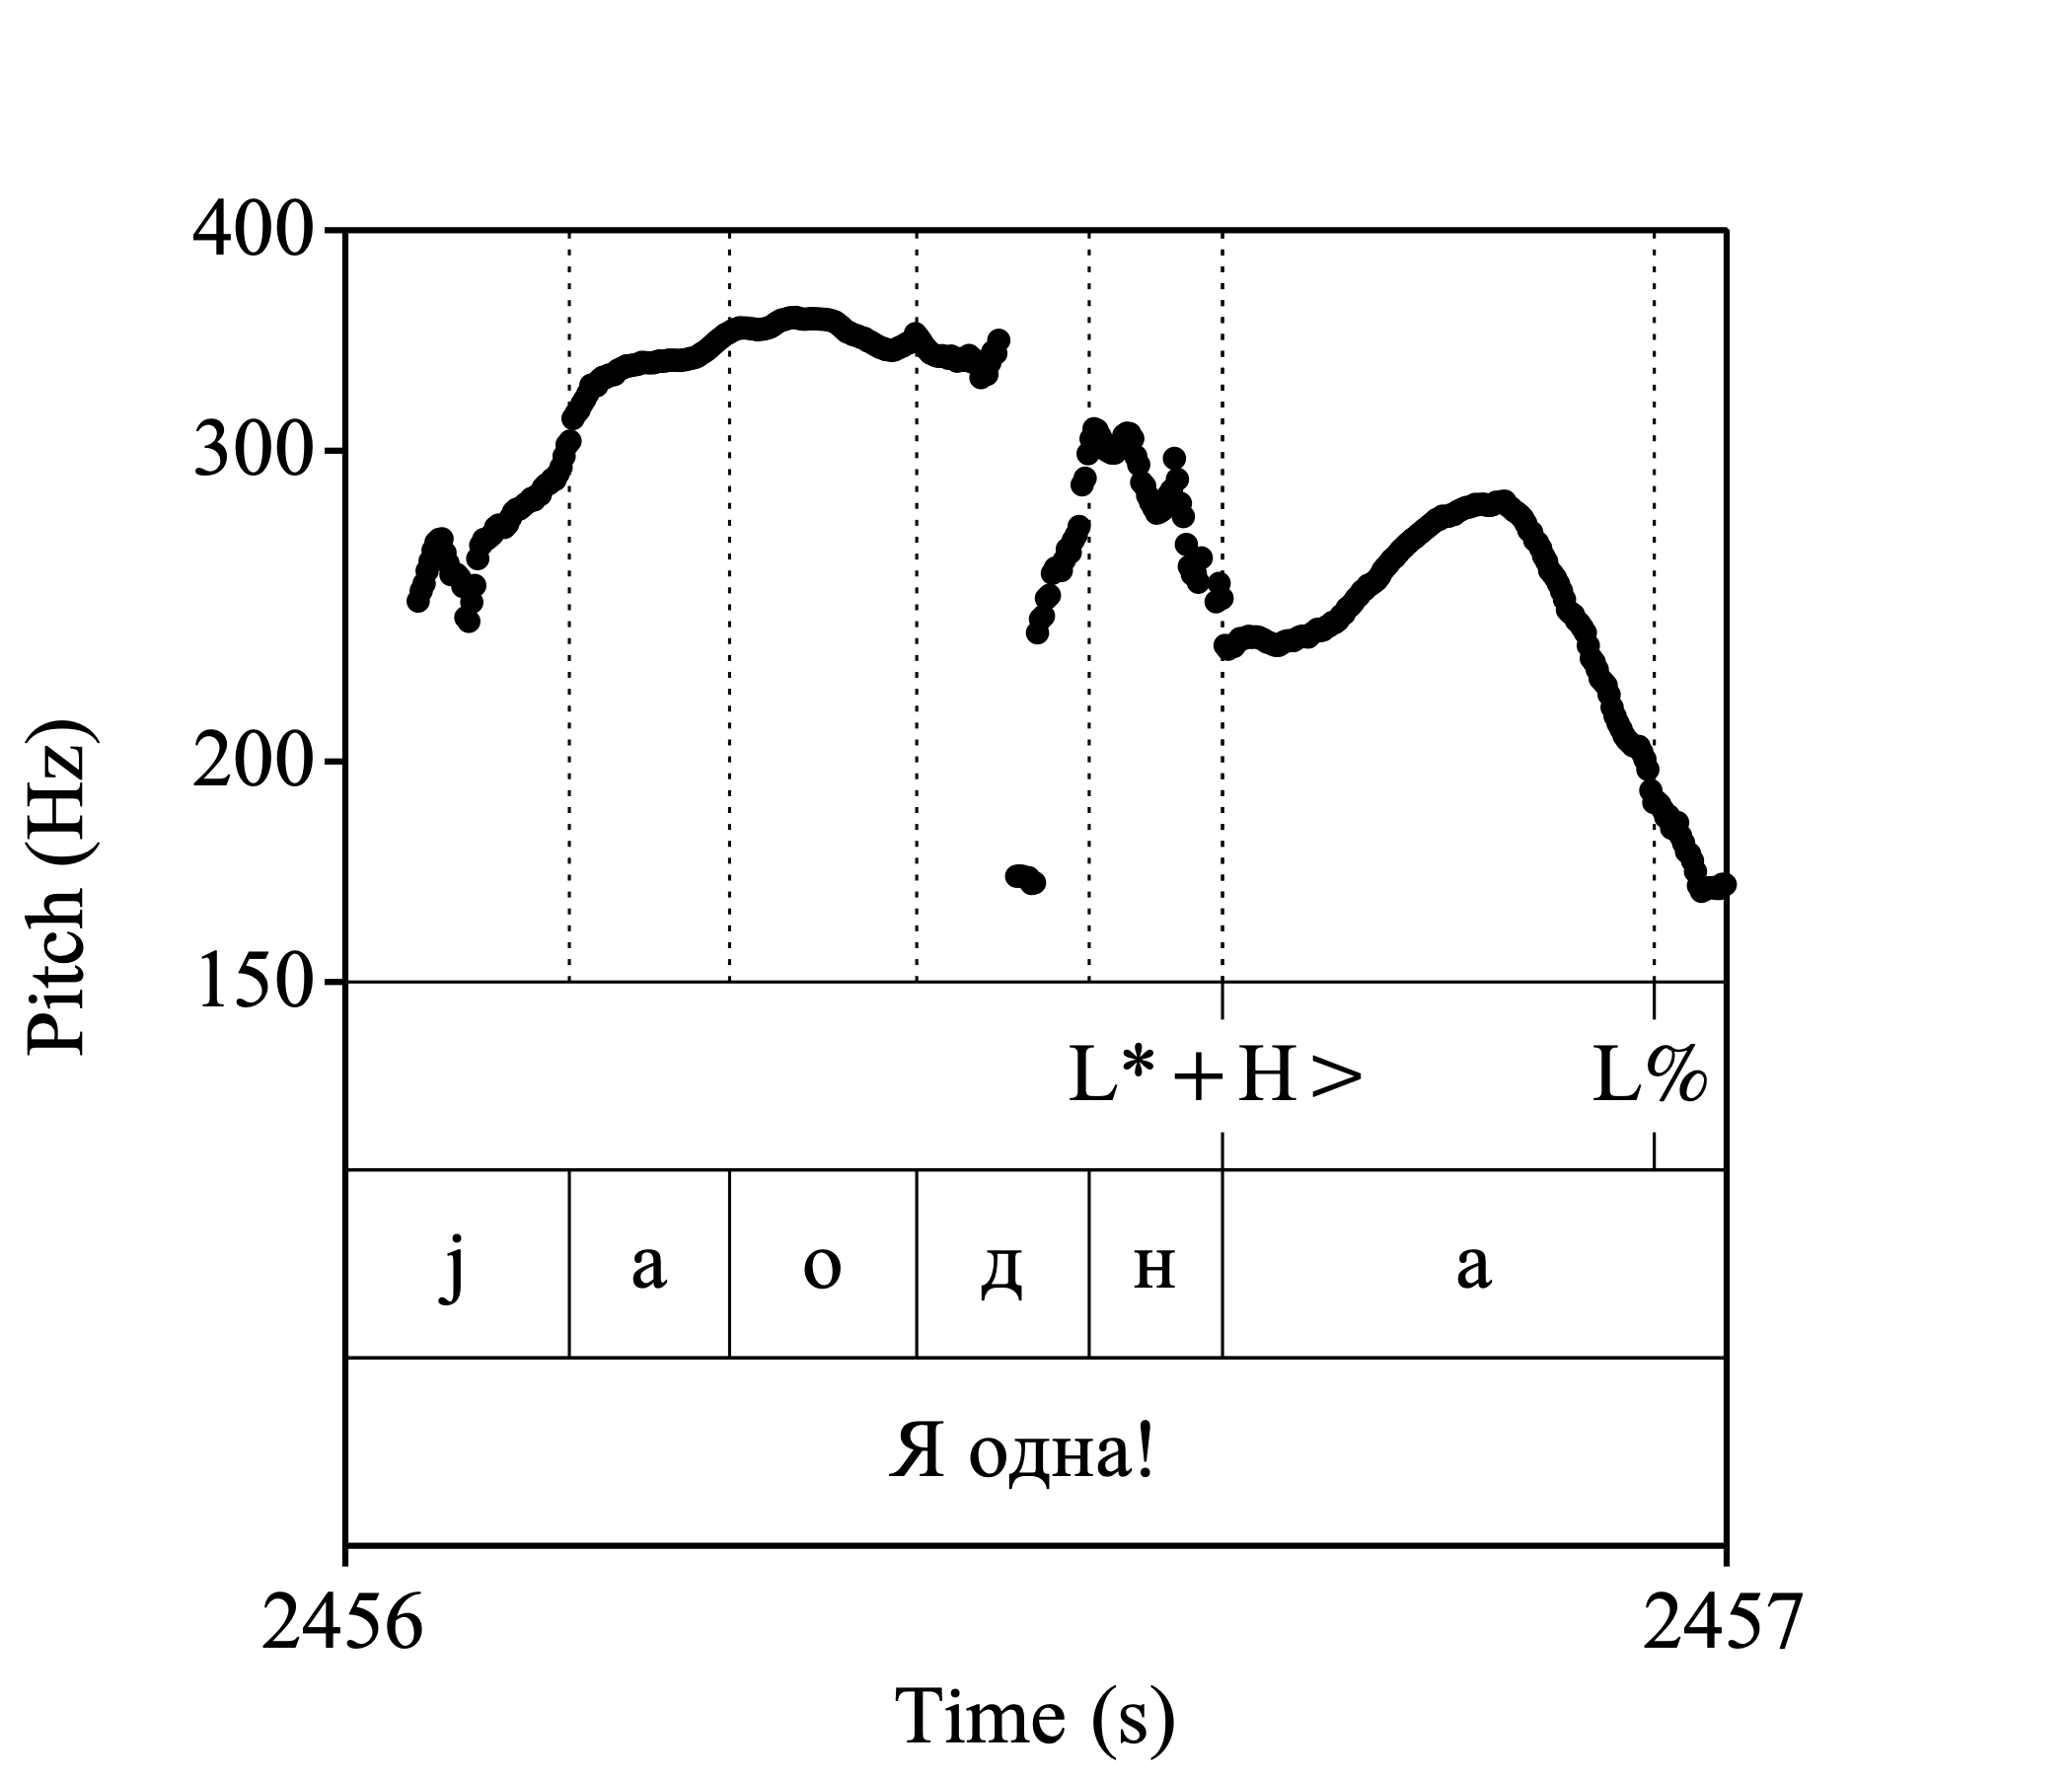 400
300
200
150
Pitch (Hz)
L*+H> L%
j а о д н а
Я одна!
2456 2457
Time (s)